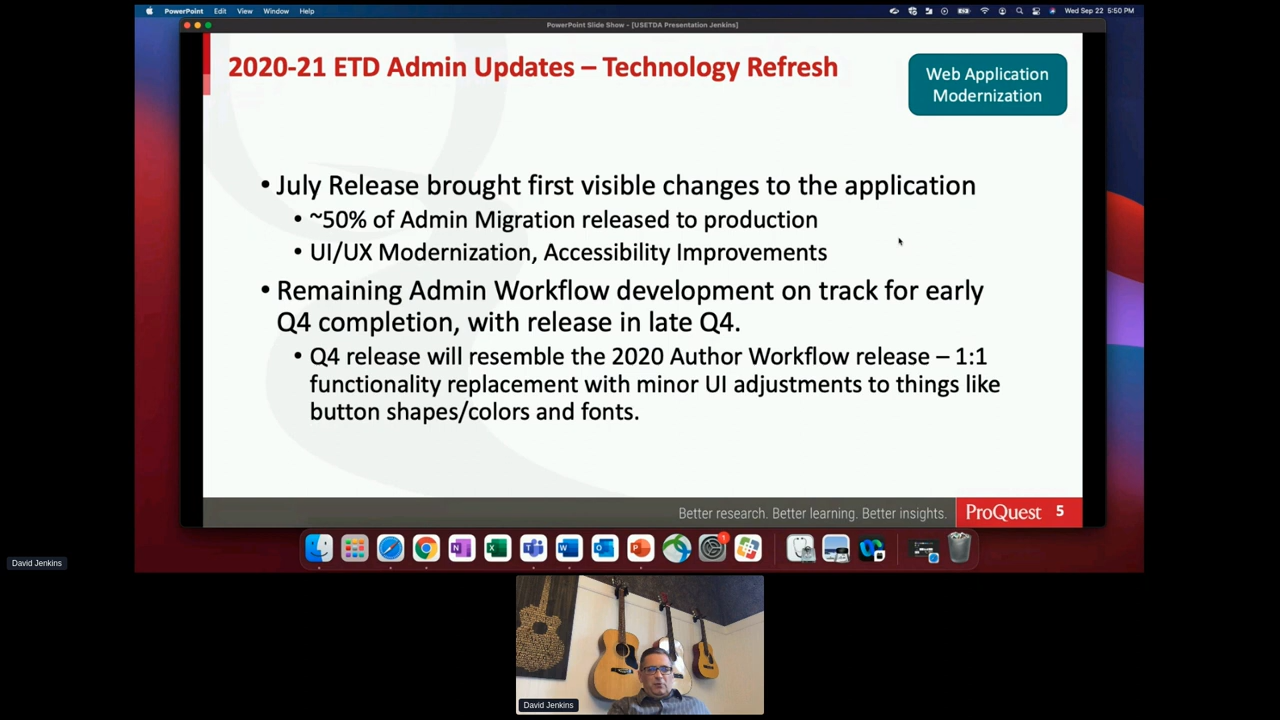 PowerPoint Edit View Window Help
Wed Sep 22 5:50 PM
PowerPoint Slide Show - [USETDA Presentation Jenkins]
2020-21 ETD Admin Updates – Technology Refresh
Web Application
Modernization
• July Release brought first visible changes to the application
• ~50% of Admin Migration released to production
• UI/UX Modernization, Accessibility Improvements
• Remaining Admin Workflow development on track for early
Q4 completion, with release in late Q4.
• Q4 release will resemble the 2020 Author Workflow release – 1:1
functionality replacement with minor UI adjustments to things like
button shapes/colors and fonts.
Better research. Better learning. Better insights.
ProQuest 5
1
David Jenkins
David Jenkins